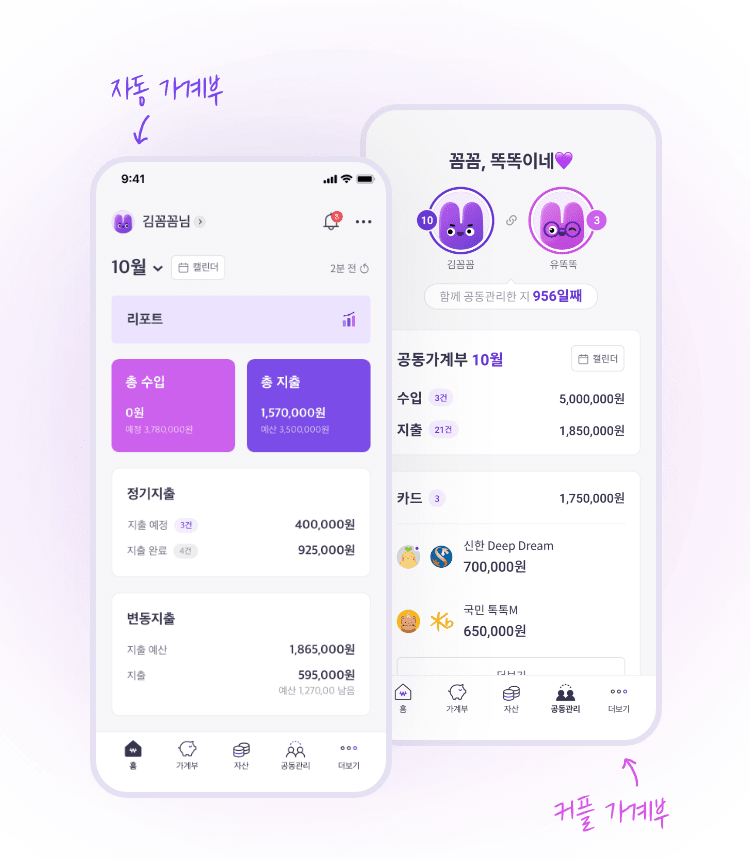 자동 가계부
9:41
김꼼꼼님
3
10월
캘린더
2분 전
리포트
총 수입
0원
예정 3,780,000원
총 지출
1,570,000원
예산 3,500,000원
정기지출
지출 예정 3건 400,000원
지출 완료 4건 925,000원
변동지출
지출 예산 1,865,000원
지출 595,000원
예산 1,270,00 남음
홈 가계부 자산 공동관리 더보기
꼼꼼, 똑똑이네💜
10 3
김꼼꼼 유똑똑
함께 공동관리한 지 956일째
공동가계부 10월 캘린더
수입 3건 5,000,000원
지출 21건 1,850,000원
카드 3 1,750,000원
신한 Deep Dream
700,000원
국민 톡톡M
650,000원
더보기
홈 가계부 자산 공동관리 더보기
커플 가계부